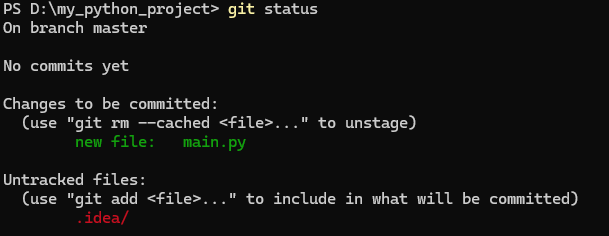 PS D:\my_python_project> git status
On branch master

No commits yet

Changes to be committed:
  (use "git rm --cached <file>..." to unstage)
        new file:   main.py

Untracked files:
  (use "git add <file>..." to include in what will be committed)
        .idea/